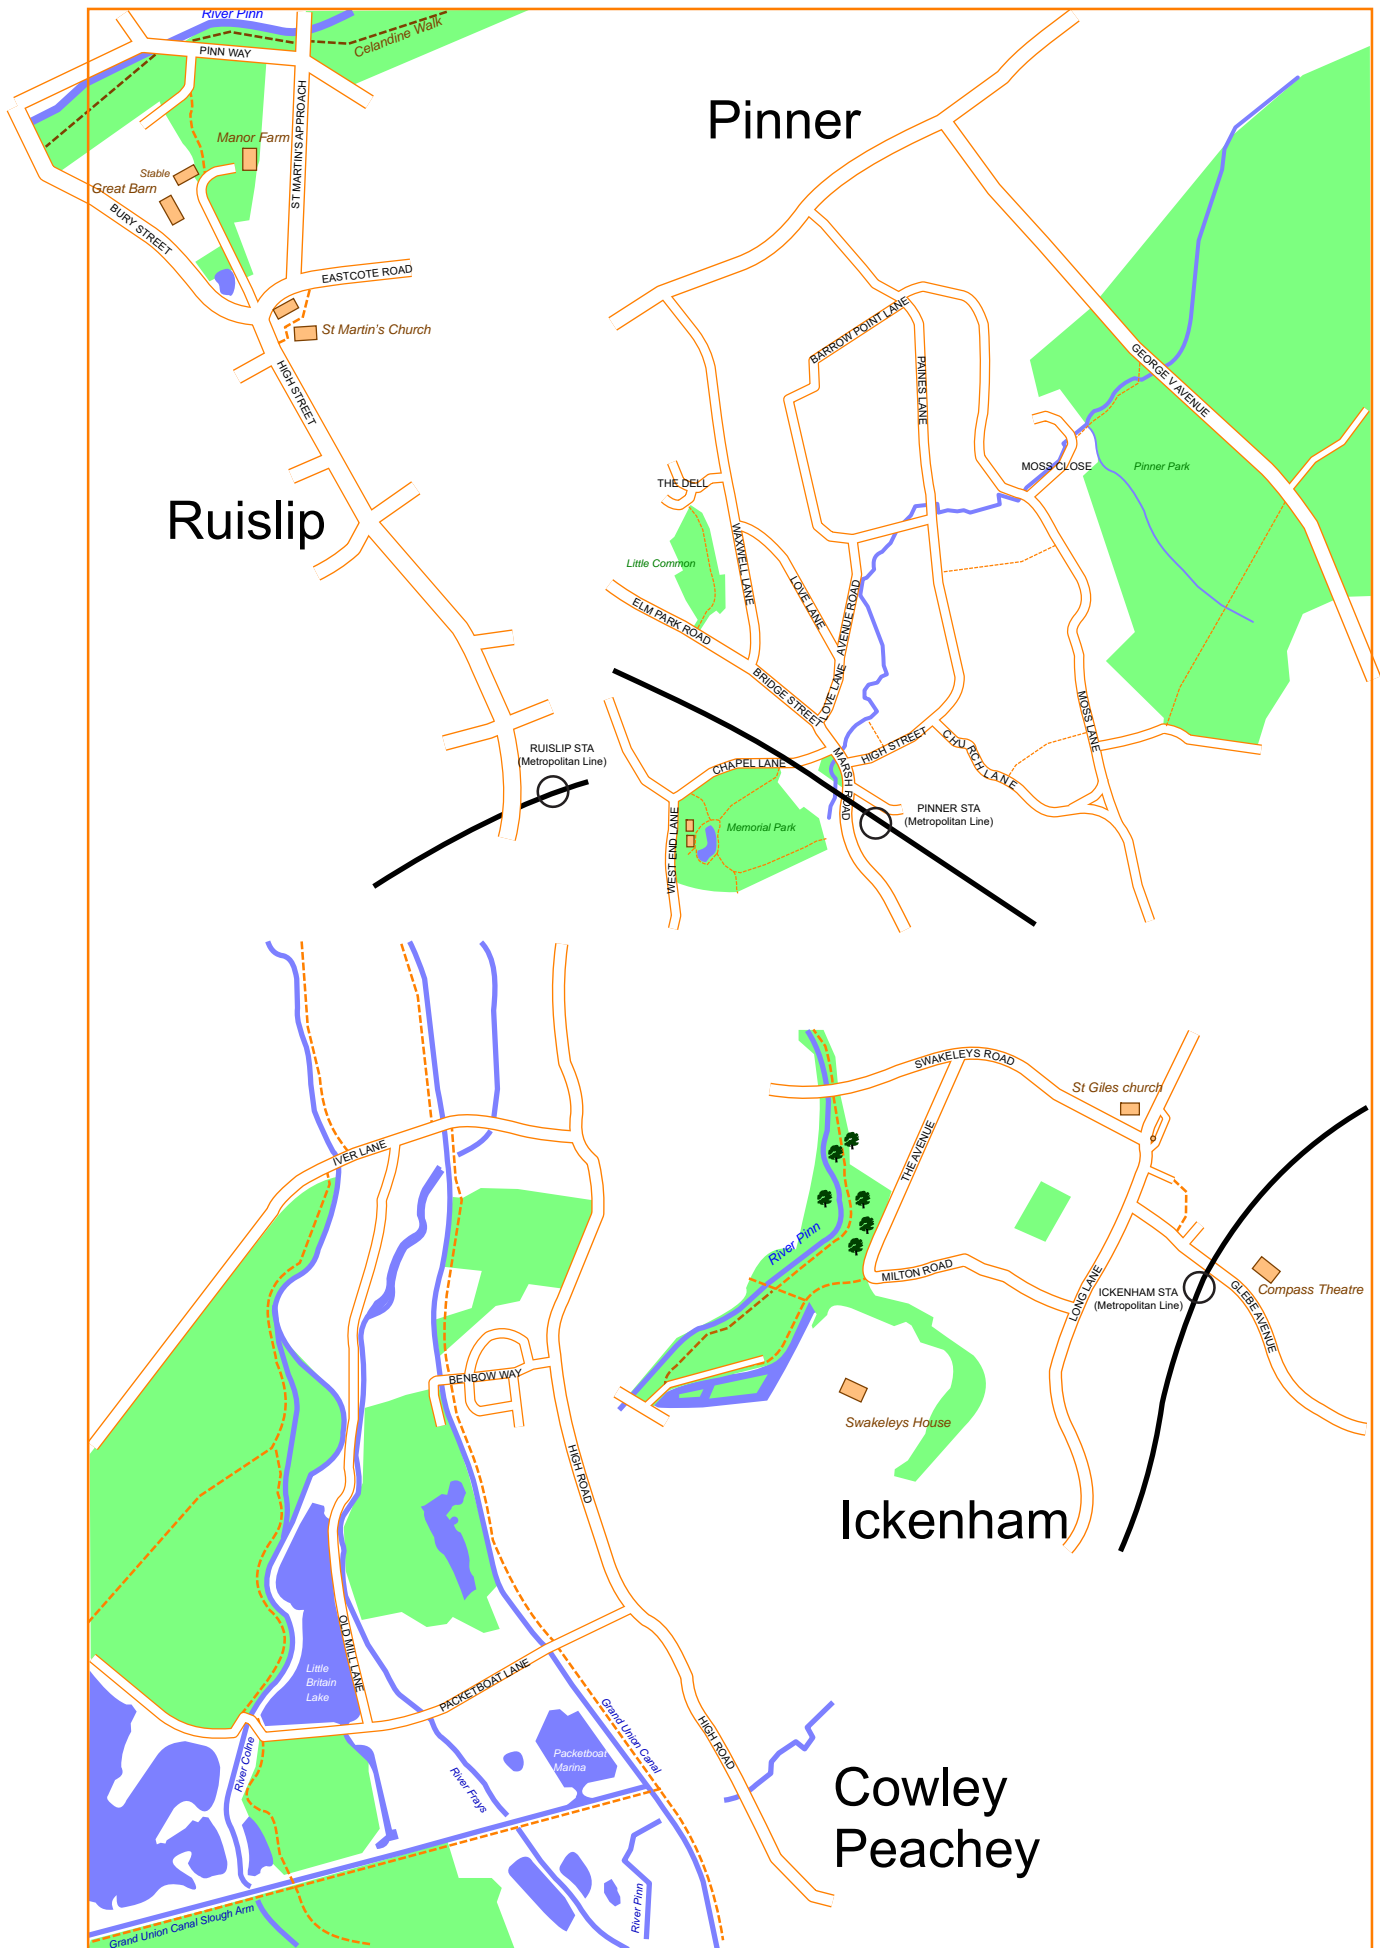 River Pinn
Celandine Walk
PINN WAY
ST MARTIN'S APPROACH
Manor Farm
Stable
Great Barn
BURY STREET
EASTCOTE ROAD
St Martin's Church
HIGH STREET
Ruislip
RUISLIP STA
(Metropolitan Line)
Pinner
BARROW POINT LANE
PAINES LANE
GEORGE V AVENUE
MOSS CLOSE
Pinner Park
THE DELL
WAXWELL LANE
Little Common
LOVE LANE
AVENUE ROAD
ELM PARK ROAD
BRIDGE STREET
LOVE LANE
HIGH STREET
CHURCH LANE
MOSS LANE
CHAPEL LANE
MARSH ROAD
PINNER STA
(Metropolitan Line)
Memorial Park
WEST END LANE
SWAKELEYS ROAD
St Giles church
THE AVENUE
River Pinn
MILTON ROAD
LONG LANE
ICKENHAM STA
(Metropolitan Line)
Compass Theatre
GLEBE AVENUE
Swakeleys House
Ickenham
IVER LANE
BENBOW WAY
HIGH ROAD
OLD MILL LANE
Little
Britain
Lake
PACKETBOAT LANE
Grand Union Canal
HIGH ROAD
River Colne
River Frays
Packetboat
Marina
Cowley
Peachey
River Pinn
Grand Union Canal Slough Arm